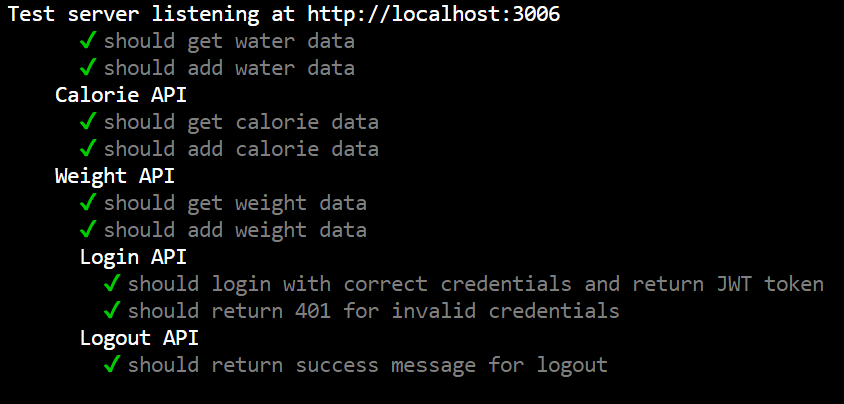 Test server listening at http://localhost:3006
✓ should get water data
✓ should add water data
Calorie API
✓ should get calorie data
✓ should add calorie data
Weight API
✓ should get weight data
✓ should add weight data
Login API
✓ should login with correct credentials and return JWT token
✓ should return 401 for invalid credentials
Logout API
✓ should return success message for logout